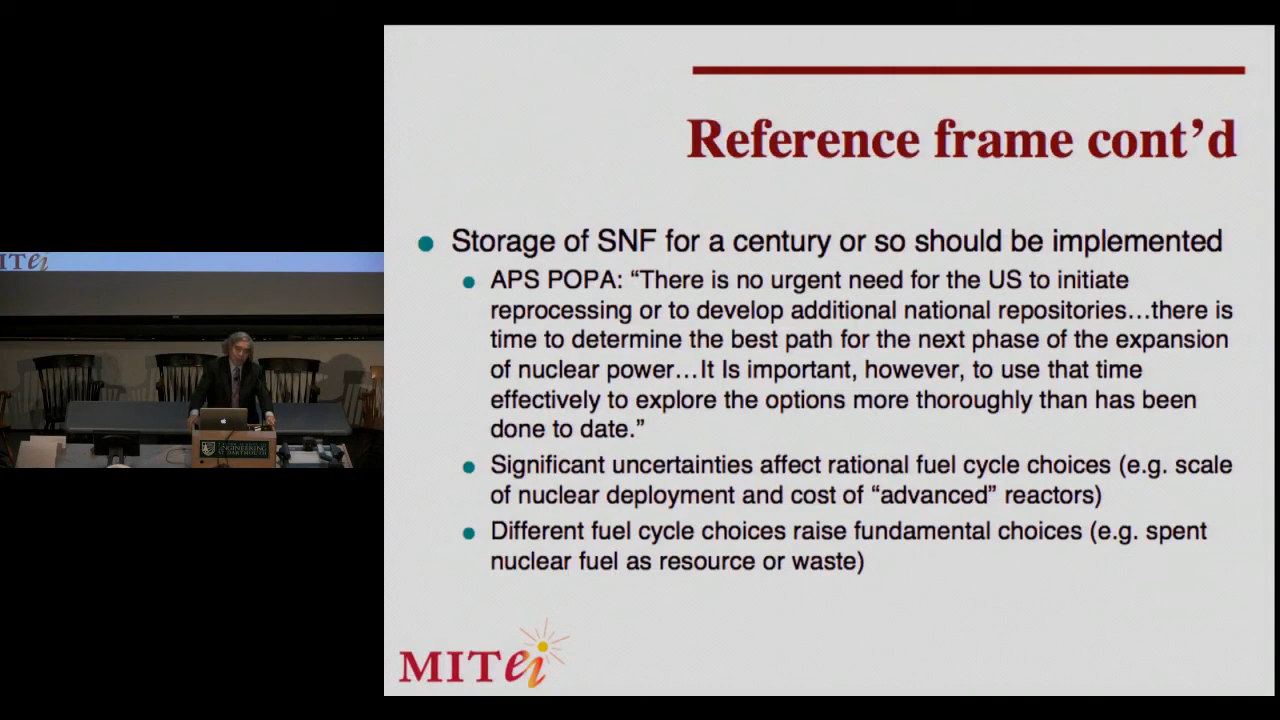 Reference frame cont’d
Storage of SNF for a century or so should be implemented
APS POPA: “There is no urgent need for the US to initiate
reprocessing or to develop additional national repositories…there is
time to determine the best path for the next phase of the expansion
of nuclear power…It Is important, however, to use that time
effectively to explore the options more thoroughly than has been
done to date.”
Significant uncertainties affect rational fuel cycle choices (e.g. scale
of nuclear deployment and cost of “advanced” reactors)
Different fuel cycle choices raise fundamental choices (e.g. spent
nuclear fuel as resource or waste)
MITei
ITei
ENGINEERING
AT DARTMOUTH